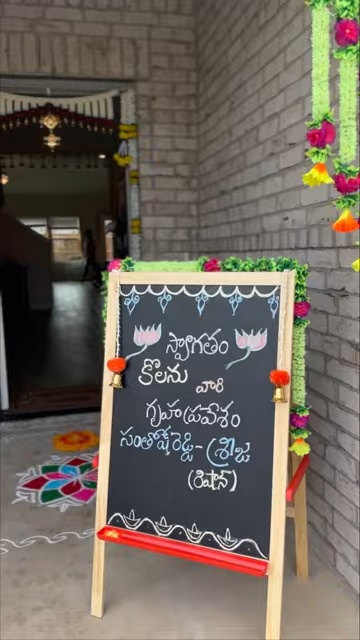 స్వాగతం
కొలను వారి
గృహప్రవేశం
సంతోష్ రెడ్డి - శ్రీజ
(రిషాన్)